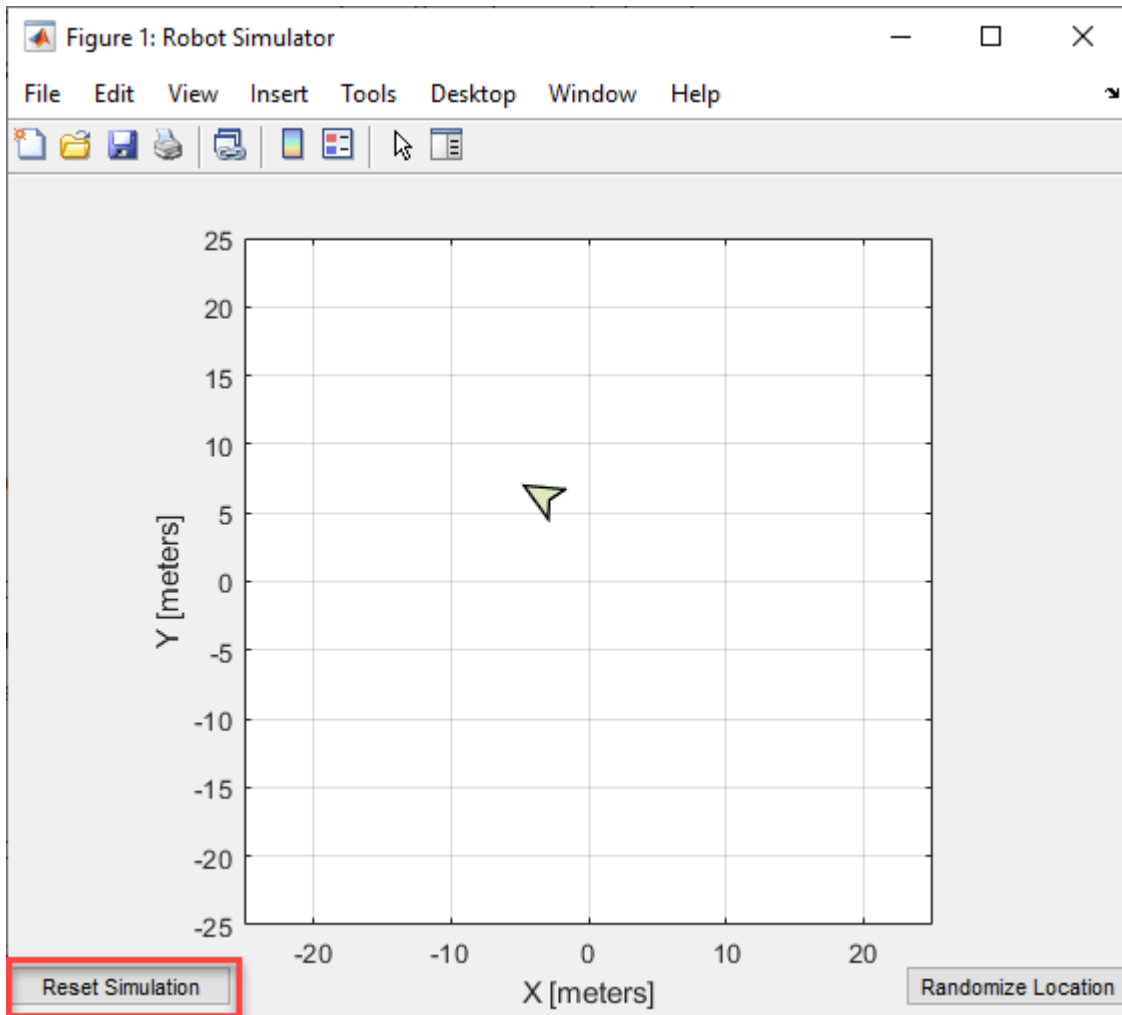 Figure 1: Robot Simulator
File Edit View Insert Tools Desktop Window Help
25
20
15
10
5
0
-5
-10
-15
-20
-25
Y [meters]
-20 -10 0 10 20
X [meters]
Reset Simulation
Randomize Location